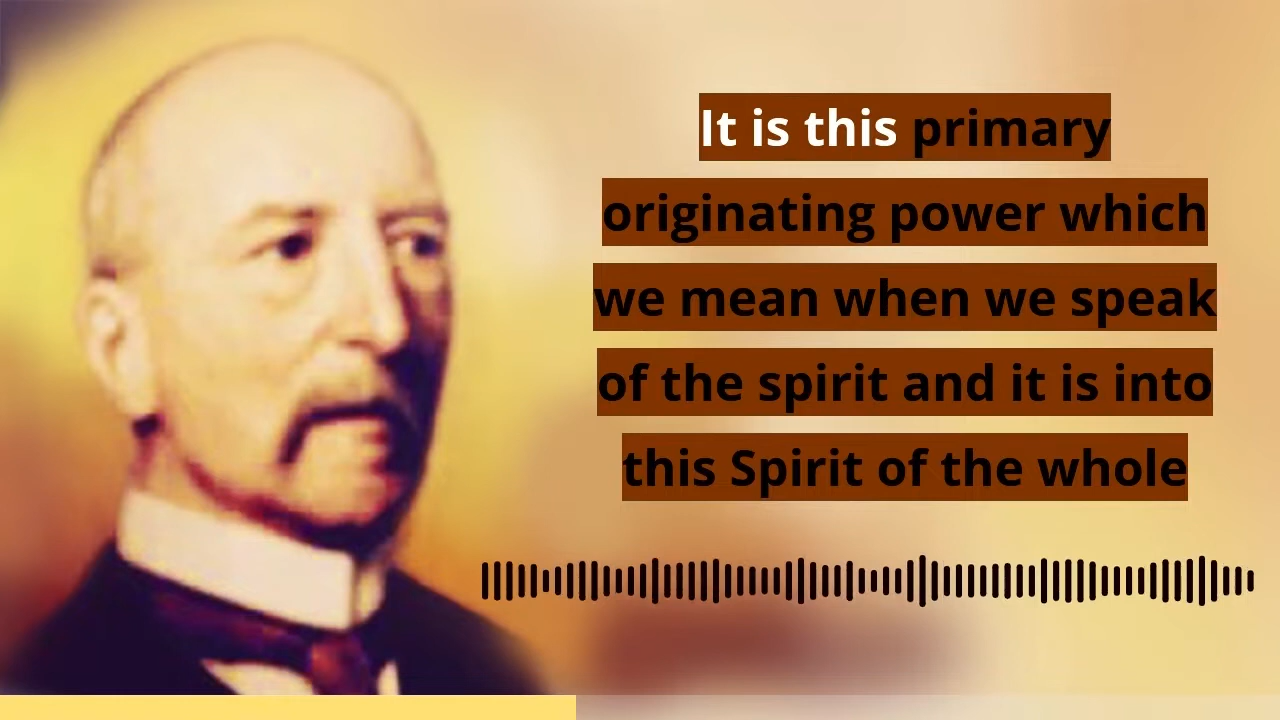 It is this primary
originating power which
we mean when we speak
of the spirit and it is into
this Spirit of the whole